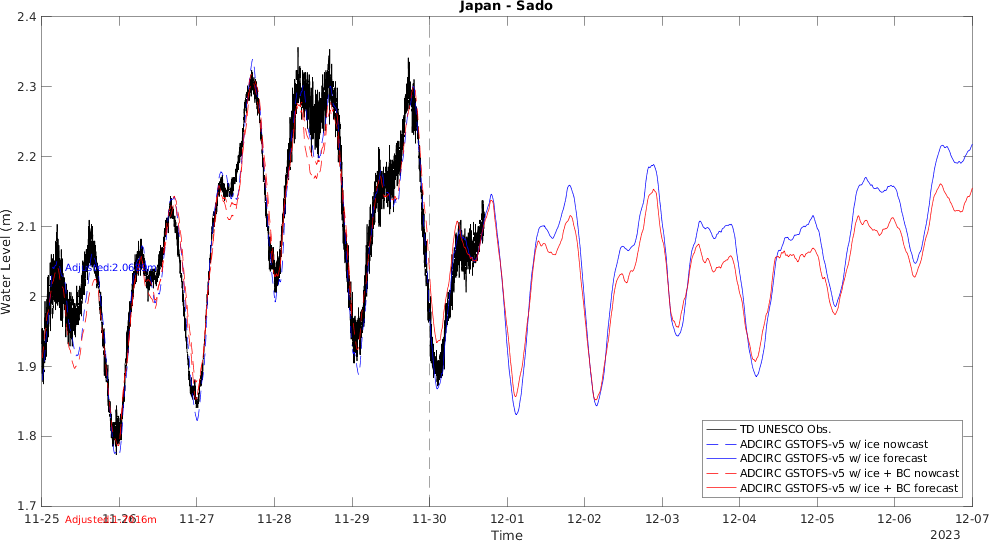 Japan - Sado
2.4
2.3
2.2
2.1
2
1.9
1.8
1.7
Water Level (m)
TD UNESCO Obs.
ADCIRC GSTOFS-v5 w/ ice nowcast
ADCIRC GSTOFS-v5 w/ ice forecast
ADCIRC GSTOFS-v5 w/ ice + BC nowcast
ADCIRC GSTOFS-v5 w/ ice + BC forecast
11-25 11-26 11-27 11-28 11-29 11-30 12-01 12-02 12-03 12-04 12-05 12-06 12-07
Time
2023